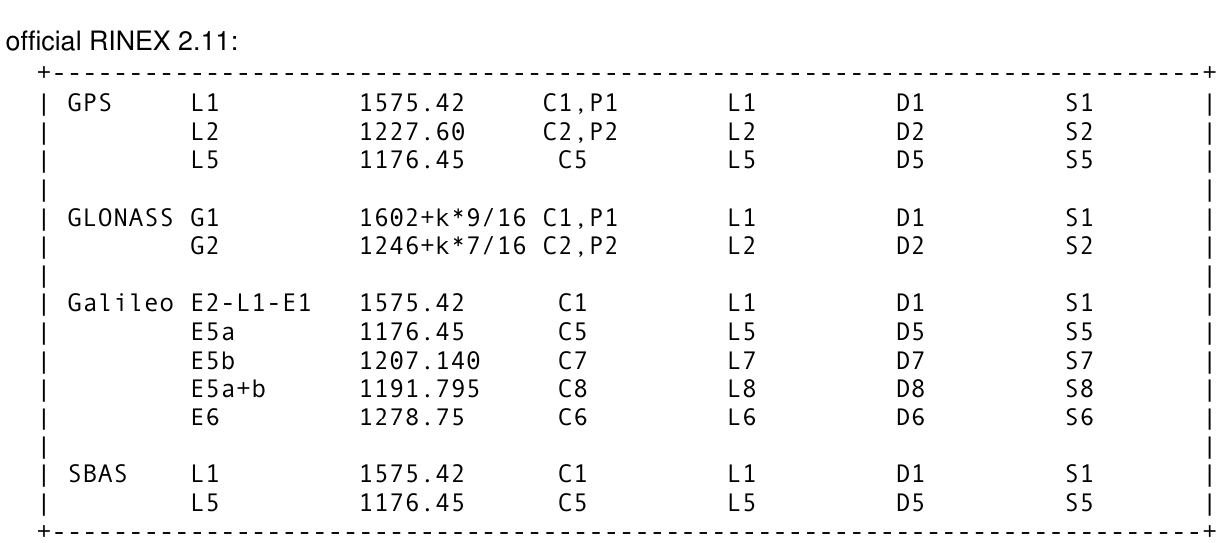 official RINEX 2.11:
+---------------------------------------------------------------------------+
| GPS     L1         1575.42     C1,P1       L1         D1         S1       |
|         L2         1227.60     C2,P2       L2         D2         S2       |
|         L5         1176.45      C5         L5         D5         S5       |
|                                                                           |
| GLONASS G1         1602+k*9/16 C1,P1       L1         D1         S1       |
|         G2         1246+k*7/16 C2,P2       L2         D2         S2       |
|                                                                           |
| Galileo E2-L1-E1   1575.42      C1         L1         D1         S1       |
|         E5a        1176.45      C5         L5         D5         S5       |
|         E5b        1207.140     C7         L7         D7         S7       |
|         E5a+b      1191.795     C8         L8         D8         S8       |
|         E6         1278.75      C6         L6         D6         S6       |
|                                                                           |
| SBAS    L1         1575.42      C1         L1         D1         S1       |
|         L5         1176.45      C5         L5         D5         S5       |
+---------------------------------------------------------------------------+